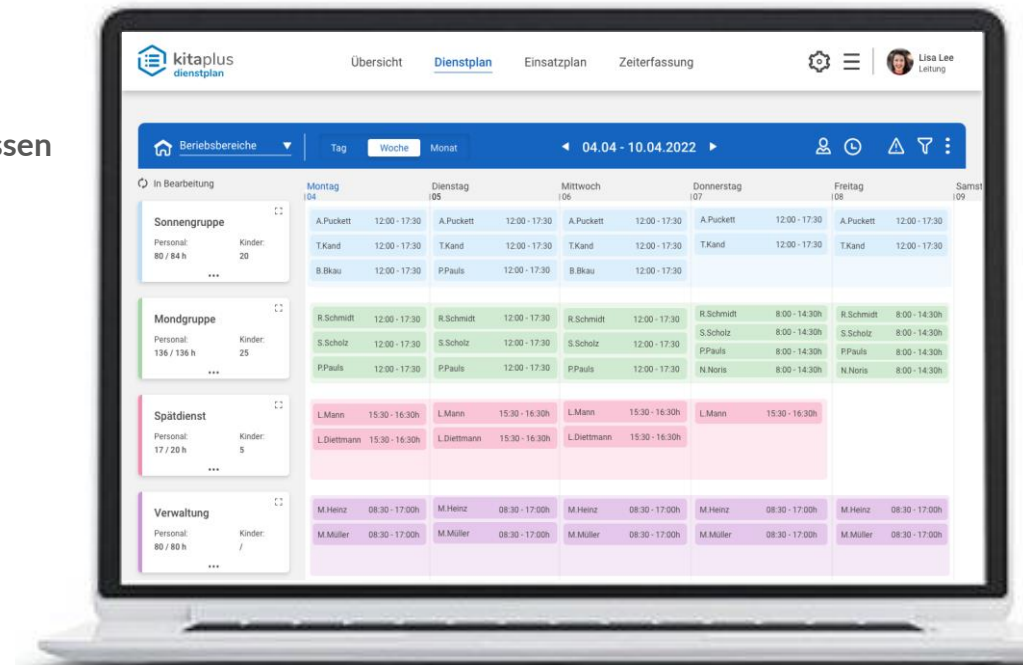 ssen
kitaplus
dienstplan
Übersicht Dienstplan Einsatzplan Zeiterfassung
Lisa Lee
Leitung
Beriebsbereiche
Tag Woche Monat
04.04 - 10.04.2022
In Bearbeitung
Montag Dienstag Mittwoch Donnerstag Freitag Samst
04 05 06 07 08 09
Sonnengruppe
Personal: Kinder:
80 / 84 h 20
A.Puckett 12:00 - 17:30 A.Puckett 12:00 - 17:30 A.Puckett 12:00 - 17:30 A.Puckett 12:00 - 17:30 A.Puckett 12:00 - 17:30
T.Kand 12:00 - 17:30 T.Kand 12:00 - 17:30 T.Kand 12:00 - 17:30 T.Kand 12:00 - 17:30 T.Kand 12:00 - 17:30
B.Bkau 12:00 - 17:30 P.Pauls 12:00 - 17:30 B.Bkau 12:00 - 17:30
Mondgruppe
Personal: Kinder:
136 / 136 h 25
R.Schmidt 12:00 - 17:30 R.Schmidt 12:00 - 17:30 R.Schmidt 12:00 - 17:30 R.Schmidt 8:00 - 14:30h R.Schmidt 8:00 - 14:30h
S.Scholz 12:00 - 17:30 S.Scholz 12:00 - 17:30 S.Scholz 12:00 - 17:30 S.Scholz 8:00 - 14:30h S.Scholz 8:00 - 14:30h
P.Pauls 12:00 - 17:30 P.Pauls 12:00 - 17:30 P.Pauls 12:00 - 17:30 P.Pauls 8:00 - 14:30h P.Pauls 8:00 - 14:30h
N.Noris 8:00 - 14:30h N.Noris 8:00 - 14:30h
Spätdienst
Personal: Kinder:
17 / 20 h 5
L.Mann 15:30 - 16:30h L.Mann 15:30 - 16:30h L.Mann 15:30 - 16:30h L.Mann 15:30 - 16:30h
L.Diettmann 15:30 - 16:30h L.Diettmann 15:30 - 16:30h L.Diettmann 15:30 - 16:30h
Verwaltung
Personal: Kinder:
80 / 80 h /
M.Heinz 08:30 - 17:00h M.Heinz 08:30 - 17:00h M.Heinz 08:30 - 17:00h M.Heinz 08:30 - 17:00h M.Heinz 08:30 - 17:00h
M.Müller 08:30 - 17:00h M.Müller 08:30 - 17:00h M.Müller 08:30 - 17:00h M.Müller 08:30 - 17:00h M.Müller 08:30 - 17:00h